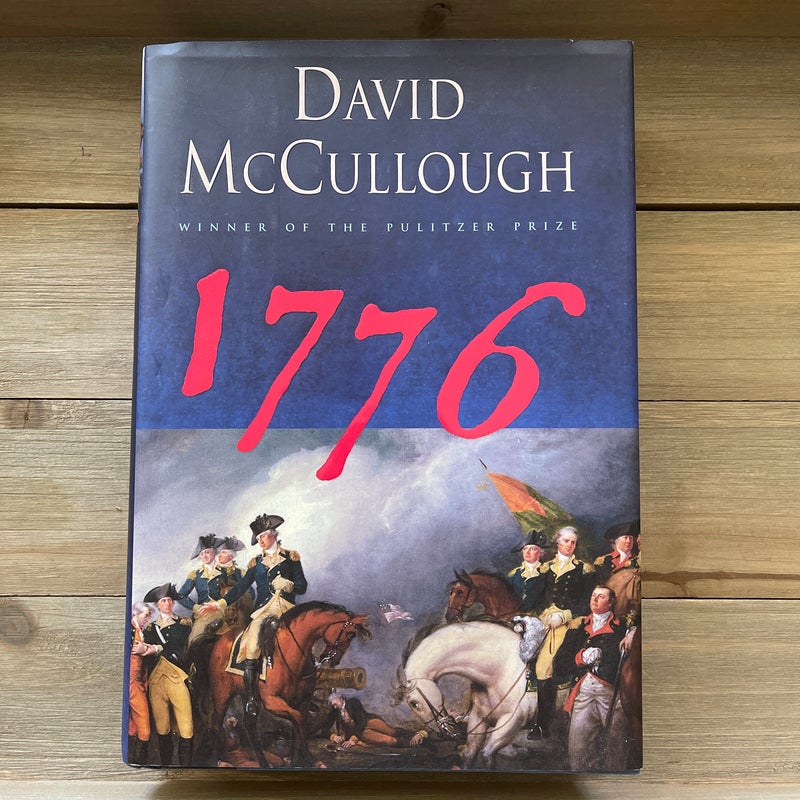 DAVID
MCCULLOUGH
WINNER OF THE PULITZER PRIZE
1776